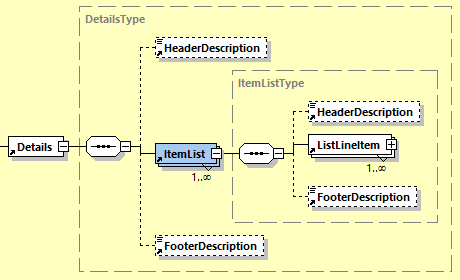 DetailsType
HeaderDescription
ItemListType
HeaderDescription
Details
ItemList
ListLineItem
1..∞
1..∞
FooterDescription
FooterDescription